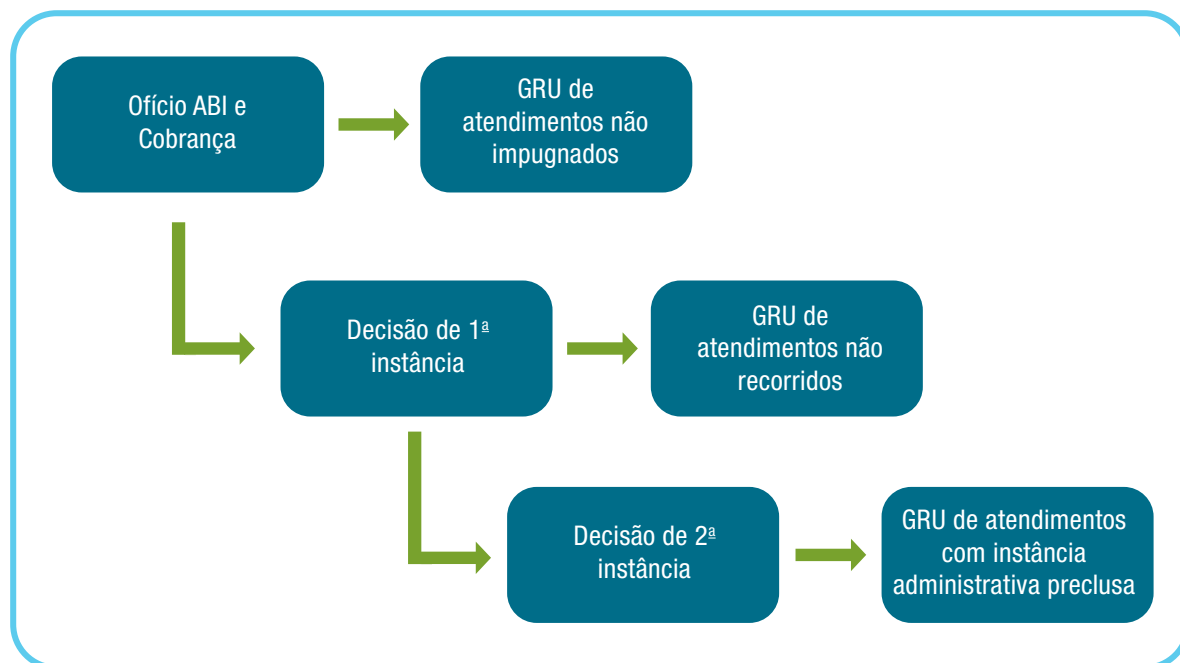 Ofício ABI e
Cobrança
GRU de
atendimentos não
impugnados
Decisão de 1ª
instância
GRU de
atendimentos não
recorridos
Decisão de 2ª
instância
GRU de atendimentos
com instância
administrativa preclusa